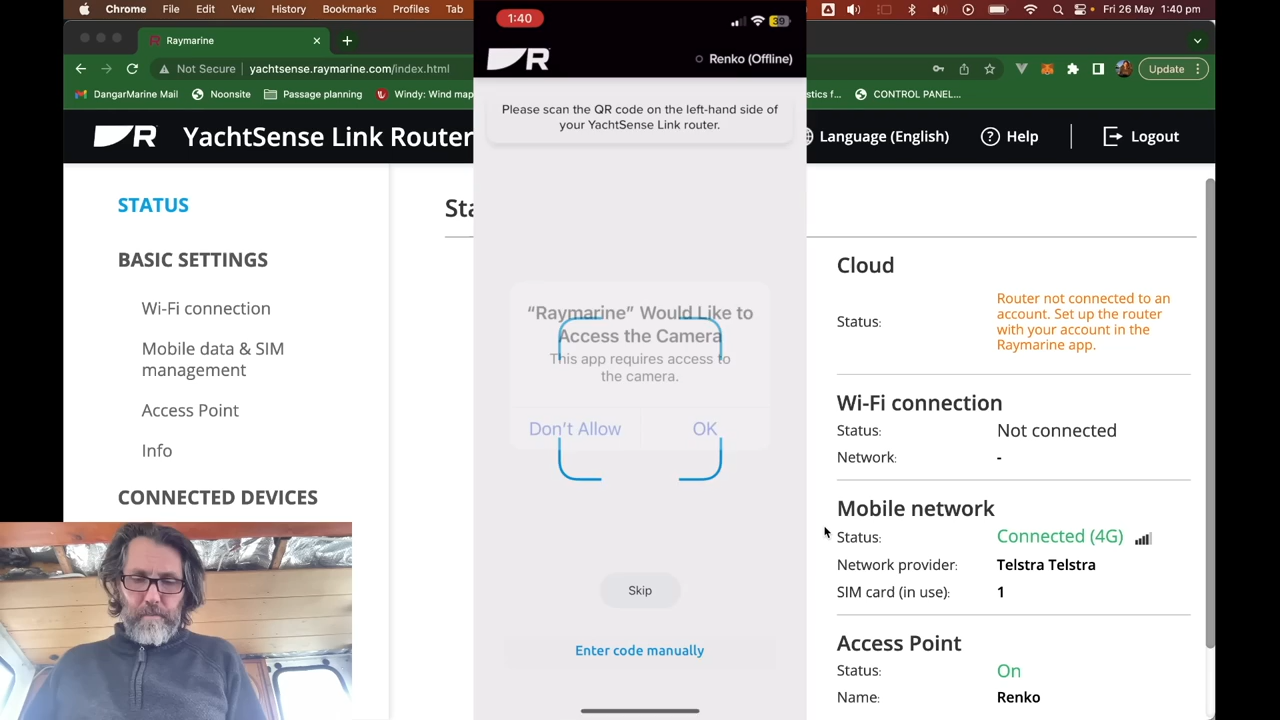 Chrome File Edit View History Bookmarks Profiles Tab
Fri 26 May 1:40 pm
Raymarine
Not Secure yachtsense.raymarine.com/index.html
Update
DangarMarine Mail Noonsite Passage planning Windy: Wind map
stics f... CONTROL PANEL...
YachtSense Link Router
Language (English) Help Logout
STATUS
BASIC SETTINGS
Wi-Fi connection
Mobile data & SIM
management
Access Point
Info
CONNECTED DEVICES
Sta
1:40
39
R
Renko (Offline)
Please scan the QR code on the left-hand side of
your YachtSense Link router.
“Raymarine” Would Like to
Access the Camera
This app requires access to
the camera.
Don’t Allow OK
Skip
Enter code manually
Cloud
Status: Router not connected to an
account. Set up the router
with your account in the
Raymarine app.
Wi-Fi connection
Status: Not connected
Network: -
Mobile network
Status: Connected (4G)
Network provider: Telstra Telstra
SIM card (in use): 1
Access Point
Status: On
Name: Renko